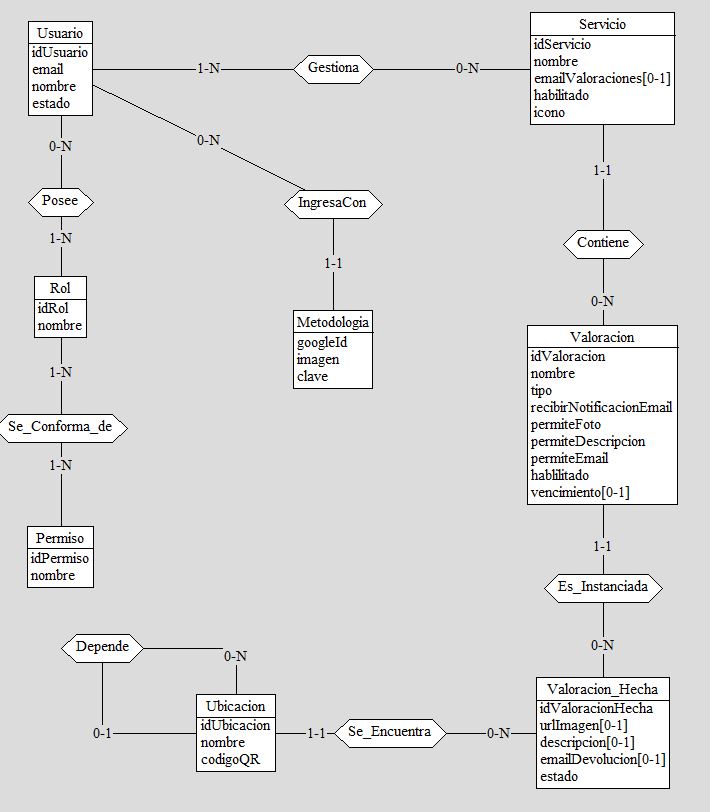 Usuario
idUsuario
email
nombre
estado
1-N
Gestiona
0-N
Servicio
idServicio
nombre
emailValoraciones[0-1]
habilitado
icono
0-N
0-N
1-1
Posee
IngresaCon
1-N
1-1
Contiene
Rol
idRol
nombre
Metodologia
googleId
imagen
clave
0-N
Valoracion
idValoracion
nombre
tipo
recibirNotificacionEmail
permiteFoto
permiteDescripcion
permiteEmail
hablilitado
vencimiento[0-1]
1-N
Se_Conforma_de
1-N
Permiso
idPermiso
nombre
1-1
Es_Instanciada
0-N
Depende
0-N
0-1
Ubicacion
idUbicacion
nombre
codigoQR
1-1
Se_Encuentra
0-N
Valoracion_Hecha
idValoracionHecha
urlImagen[0-1]
descripcion[0-1]
emailDevolucion[0-1]
estado